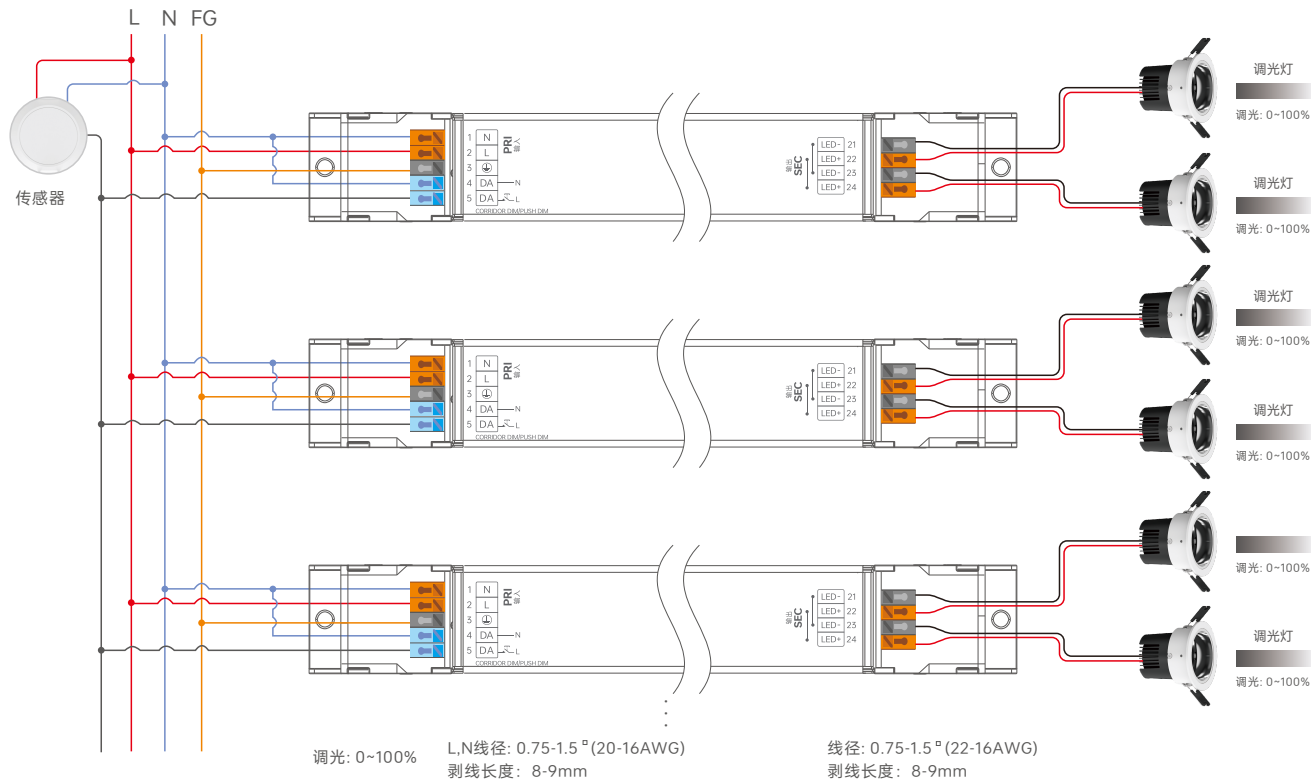 L N FG
传感器
1 N
2 L
3
4 DA N
5 DA L
PRI
输入
CORRIDOR DIM/PUSH DIM
输出
SEC
LED- 21
LED+ 22
LED- 23
LED+ 24
调光灯
调光: 0~100%
调光灯
调光: 0~100%
1 N
2 L
3
4 DA N
5 DA L
PRI
输入
CORRIDOR DIM/PUSH DIM
输出
SEC
LED- 21
LED+ 22
LED- 23
LED+ 24
调光灯
调光: 0~100%
调光灯
调光: 0~100%
1 N
2 L
3
4 DA N
5 DA L
PRI
输入
CORRIDOR DIM/PUSH DIM
输出
SEC
LED- 21
LED+ 22
LED- 23
LED+ 24
调光: 0~100%
调光灯
调光: 0~100%
调光: 0~100%
L,N线径: 0.75-1.5▫(20-16AWG)
剥线长度: 8-9mm
线径: 0.75-1.5▫(22-16AWG)
剥线长度: 8-9mm